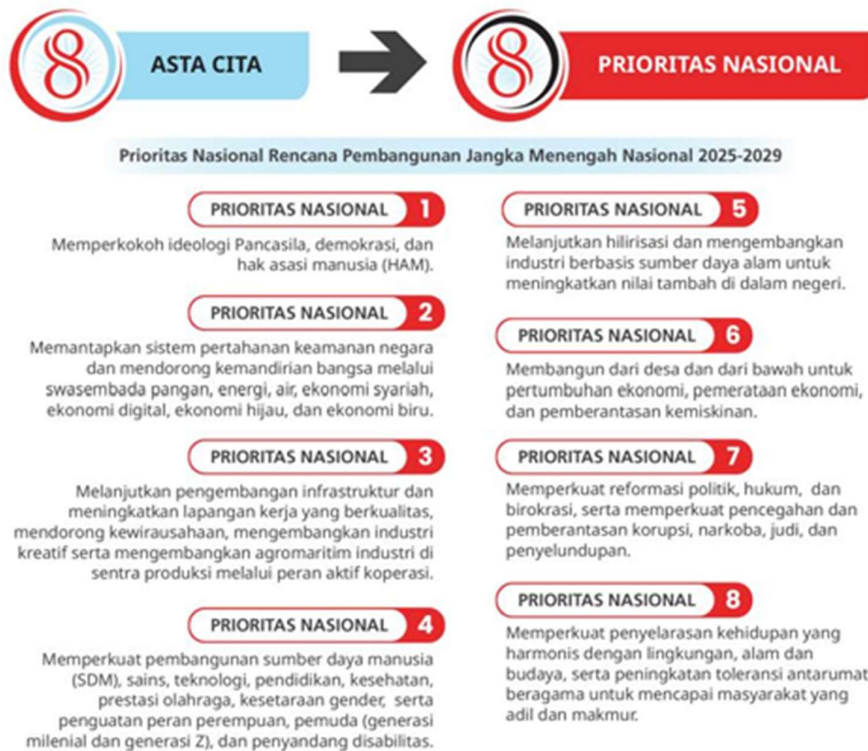 8 ASTA CITA
8 PRIORITAS NASIONAL
Prioritas Nasional Rencana Pembangunan Jangka Menengah Nasional 2025-2029
PRIORITAS NASIONAL 1
Memperkokoh ideologi Pancasila, demokrasi, dan
hak asasi manusia (HAM).
PRIORITAS NASIONAL 2
Memantapkan sistem pertahanan keamanan negara
dan mendorong kemandirian bangsa melalui
swasembada pangan, energi, air, ekonomi syariah,
ekonomi digital, ekonomi hijau, dan ekonomi biru.
PRIORITAS NASIONAL 3
Melanjutkan pengembangan infrastruktur dan
meningkatkan lapangan kerja yang berkualitas,
mendorong kewirausahaan, mengembangkan industri
kreatif serta mengembangkan agromaritim industri di
sentra produksi melalui peran aktif koperasi.
PRIORITAS NASIONAL 4
Memperkuat pembangunan sumber daya manusia
(SDM), sains, teknologi, pendidikan, kesehatan,
prestasi olahraga, kesetaraan gender, serta
penguatan peran perempuan, pemuda (generasi
milenial dan generasi Z), dan penyandang disabilitas.
PRIORITAS NASIONAL 5
Melanjutkan hilirisasi dan mengembangkan
industri berbasis sumber daya alam untuk
meningkatkan nilai tambah di dalam negeri.
PRIORITAS NASIONAL 6
Membangun dari desa dan dari bawah untuk
pertumbuhan ekonomi, pemerataan ekonomi,
dan pemberantasan kemiskinan.
PRIORITAS NASIONAL 7
Memperkuat reformasi politik, hukum, dan
birokrasi, serta memperkuat pencegahan dan
pemberantasan korupsi, narkoba, judi, dan
penyelundupan.
PRIORITAS NASIONAL 8
Memperkuat penyelarasan kehidupan yang
harmonis dengan lingkungan, alam dan
budaya, serta peningkatan toleransi antarumat
beragama untuk mencapai masyarakat yang
adil dan makmur.